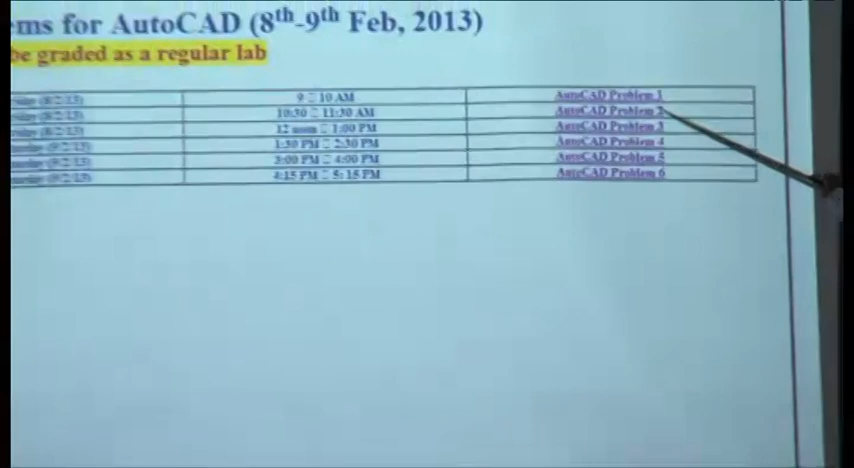 ems for AutoCAD (8th-9th Feb, 2013)
be graded as a regular lab
9 10 AM AutoCAD Problem 1
10:30 11:30 AM AutoCAD Problem 2
12 noon 1:00 PM AutoCAD Problem 3
1:30 PM 2:30 PM AutoCAD Problem 4
3:00 PM 4:00 PM AutoCAD Problem 5
4:15 PM 5:15 PM AutoCAD Problem 6